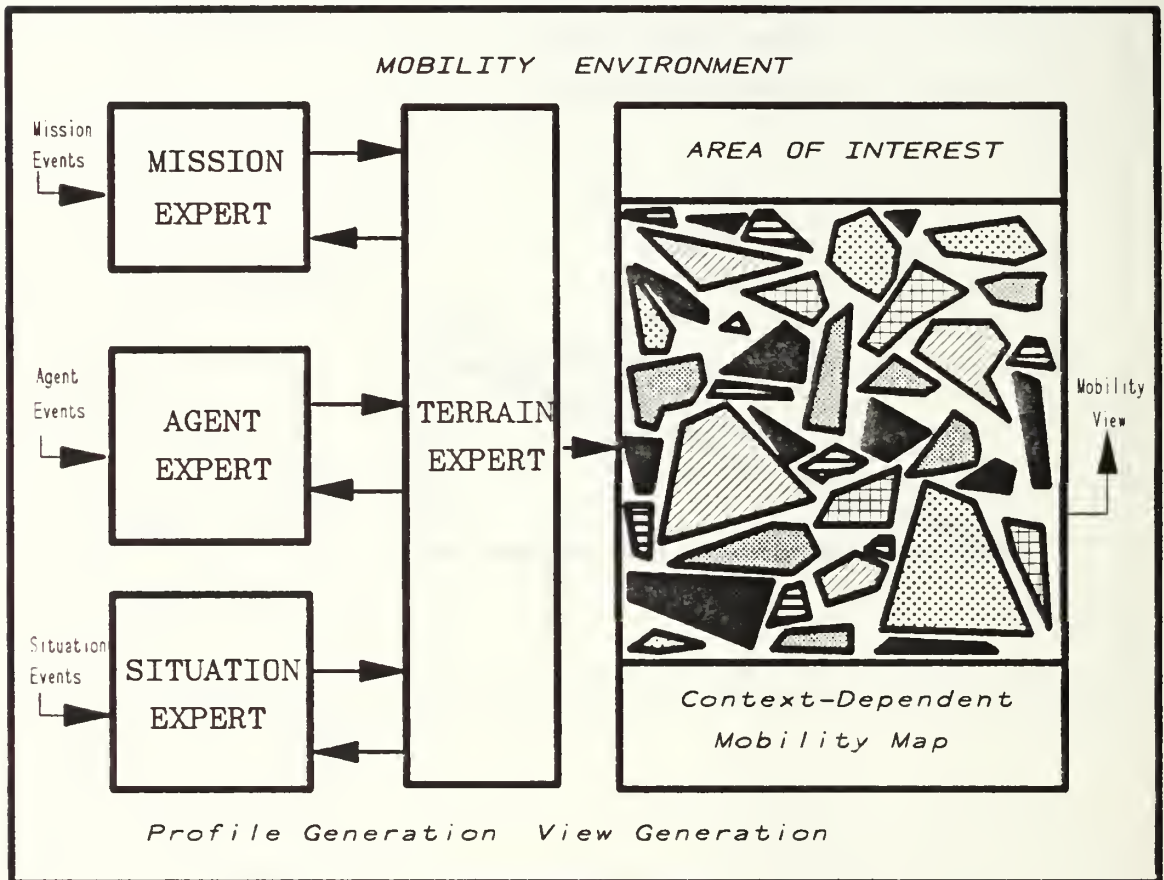 MOBILITY ENVIRONMENT
Mission
Events
MISSION
EXPERT
Agent
Events
AGENT
EXPERT
Situation
Events
SITUATION
EXPERT
TERRAIN
EXPERT
AREA OF INTEREST
Context-Dependent
Mobility Map
Mobility
View
Profile Generation View Generation